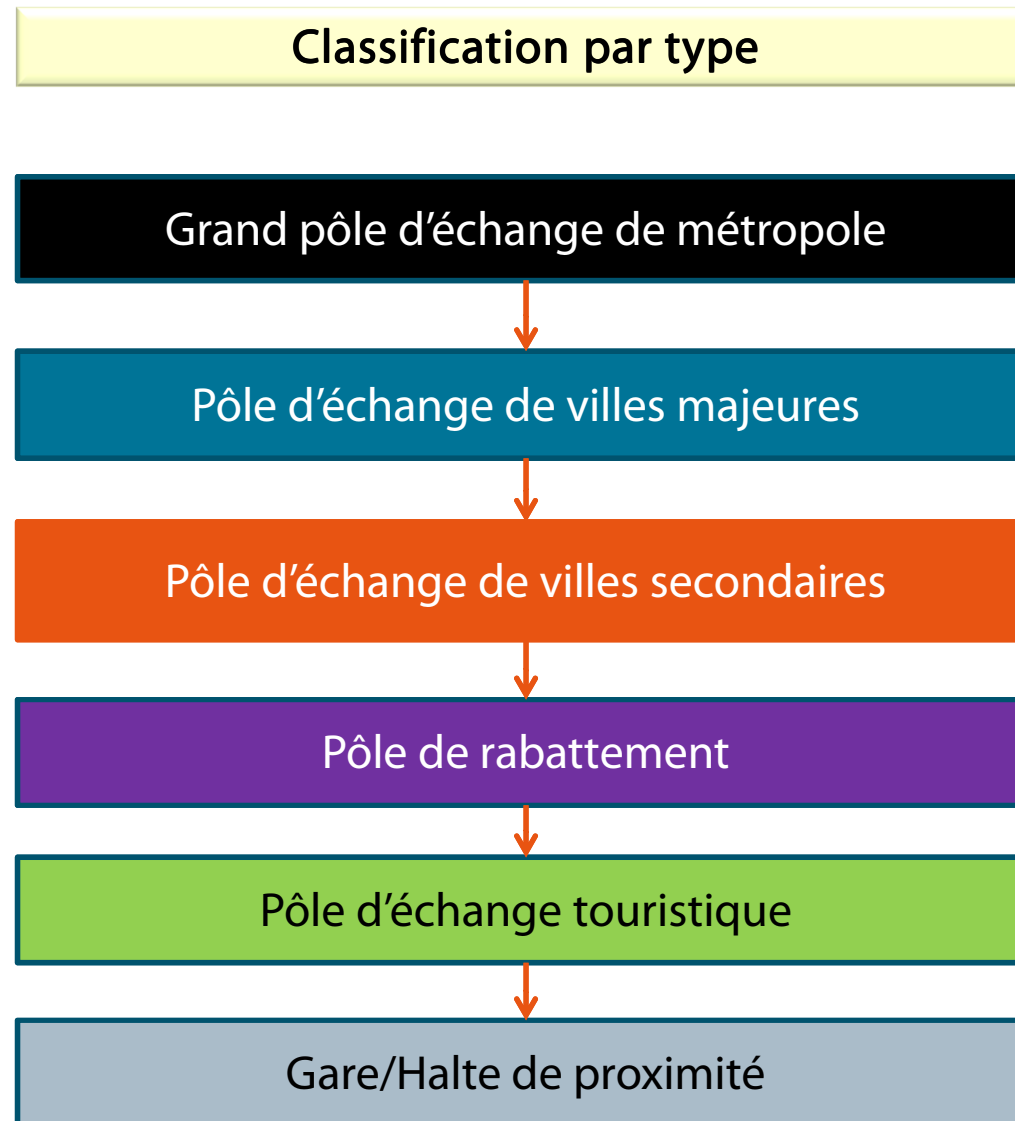 Classification par type
Grand pôle d’échange de métropole
Pôle d’échange de villes majeures
Pôle d’échange de villes secondaires
Pôle de rabattement
Pôle d’échange touristique
Gare/Halte de proximité